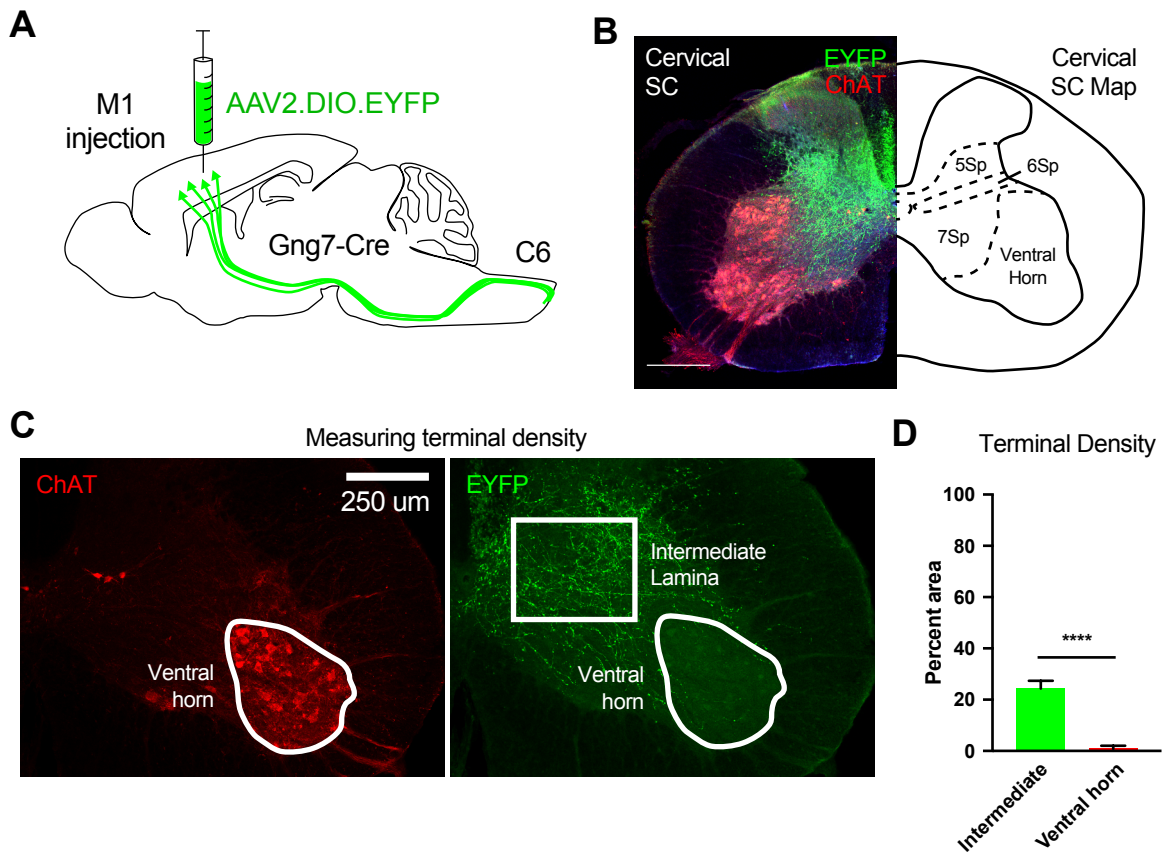 A
M1
injection
AAV2.DIO.EYFP
Gng7-Cre
C6
B
Cervical
SC
EYFP
ChAT
Cervical
SC Map
5Sp
6Sp
7Sp
Ventral
Horn
C
Measuring terminal density
ChAT
250 um
Ventral
horn
EYFP
Intermediate
Lamina
Ventral
horn
D
Terminal Density
Percent area
100
80
60
40
20
0
****
Intermediate
Ventral horn